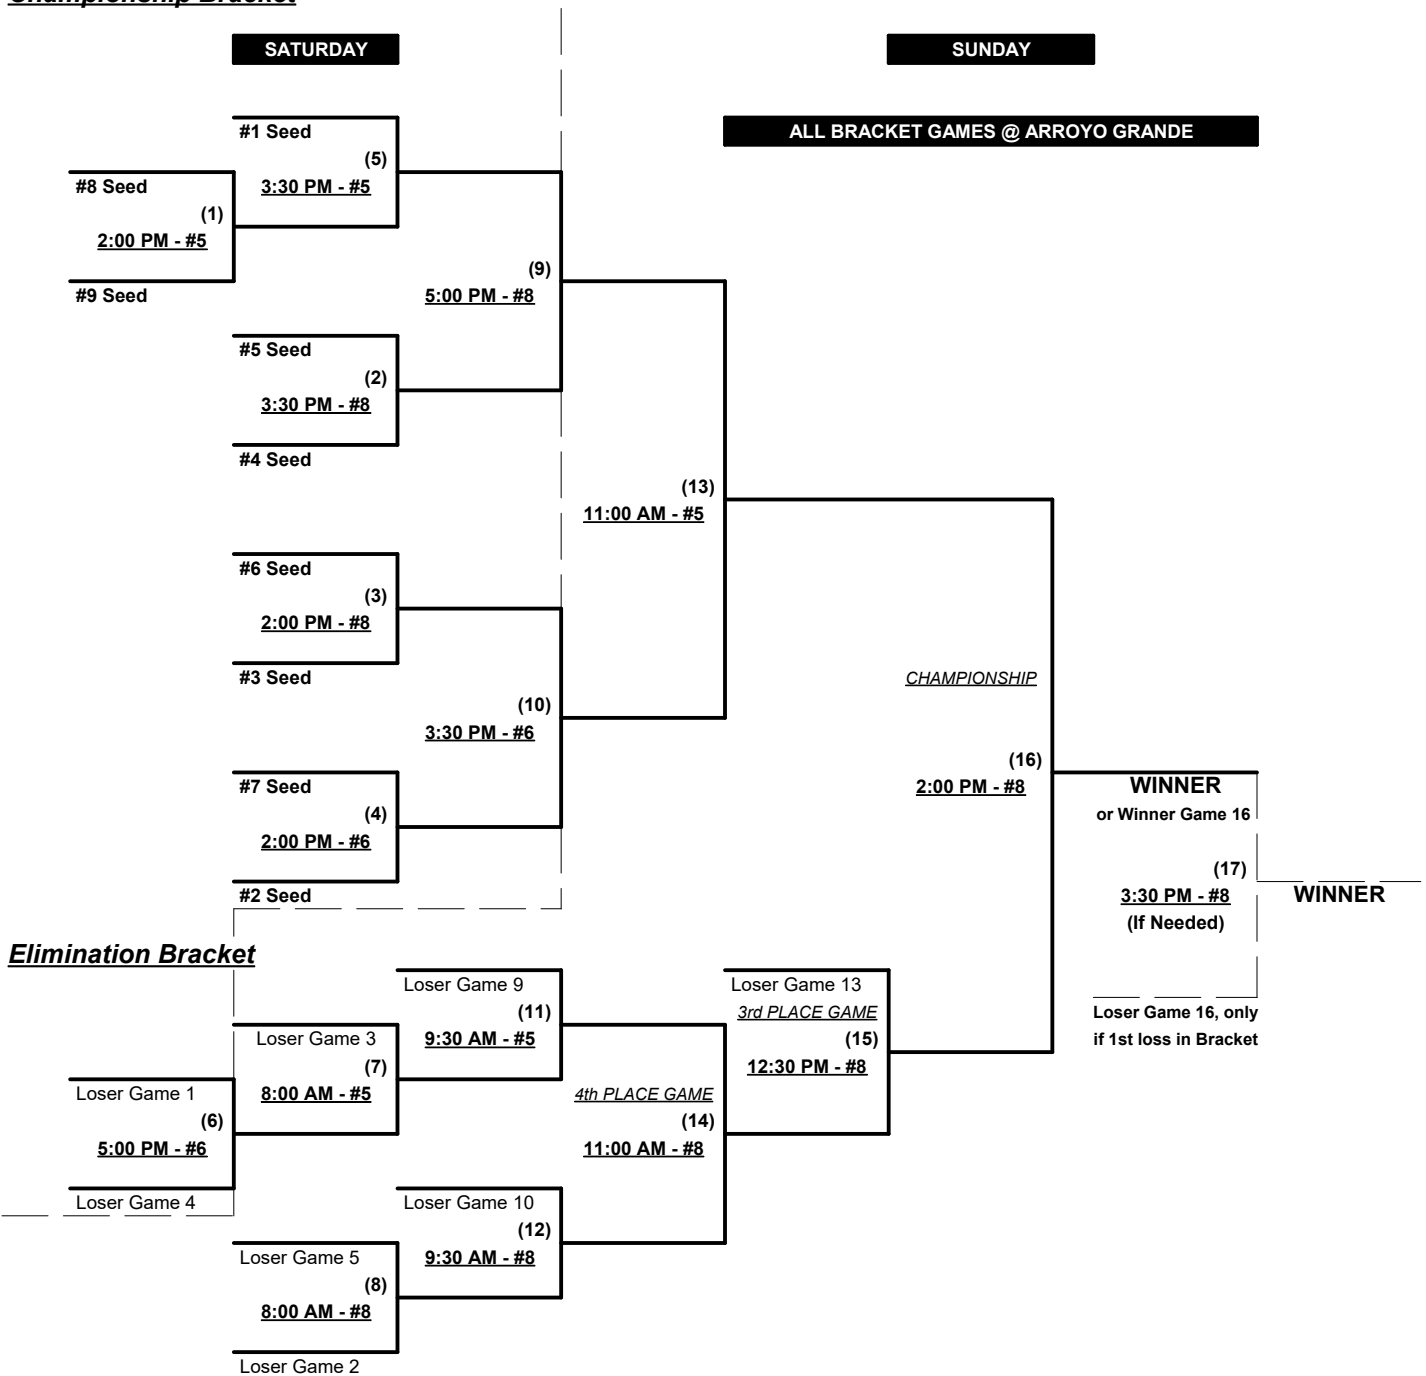 Championship Bracket
SATURDAY
SUNDAY
ALL BRACKET GAMES @ ARROYO GRANDE
#1 Seed
(5)
3:30 PM - #5
#8 Seed
(1)
2:00 PM - #5
#9 Seed
(9)
5:00 PM - #8
#5 Seed
(2)
3:30 PM - #8
#4 Seed
(13)
11:00 AM - #5
#6 Seed
(3)
2:00 PM - #8
#3 Seed
(10)
3:30 PM - #6
#7 Seed
(4)
2:00 PM - #6
#2 Seed
CHAMPIONSHIP
(16)
2:00 PM - #8
WINNER
or Winner Game 16
(17)
3:30 PM - #8
(If Needed)
WINNER
Loser Game 16, only
if 1st loss in Bracket
Elimination Bracket
Loser Game 9
(11)
9:30 AM - #5
Loser Game 3
(7)
8:00 AM - #5
Loser Game 1
(6)
5:00 PM - #6
Loser Game 4
Loser Game 13
3rd PLACE GAME
(15)
12:30 PM - #8
4th PLACE GAME
(14)
11:00 AM - #8
Loser Game 10
(12)
9:30 AM - #8
Loser Game 5
(8)
8:00 AM - #8
Loser Game 2